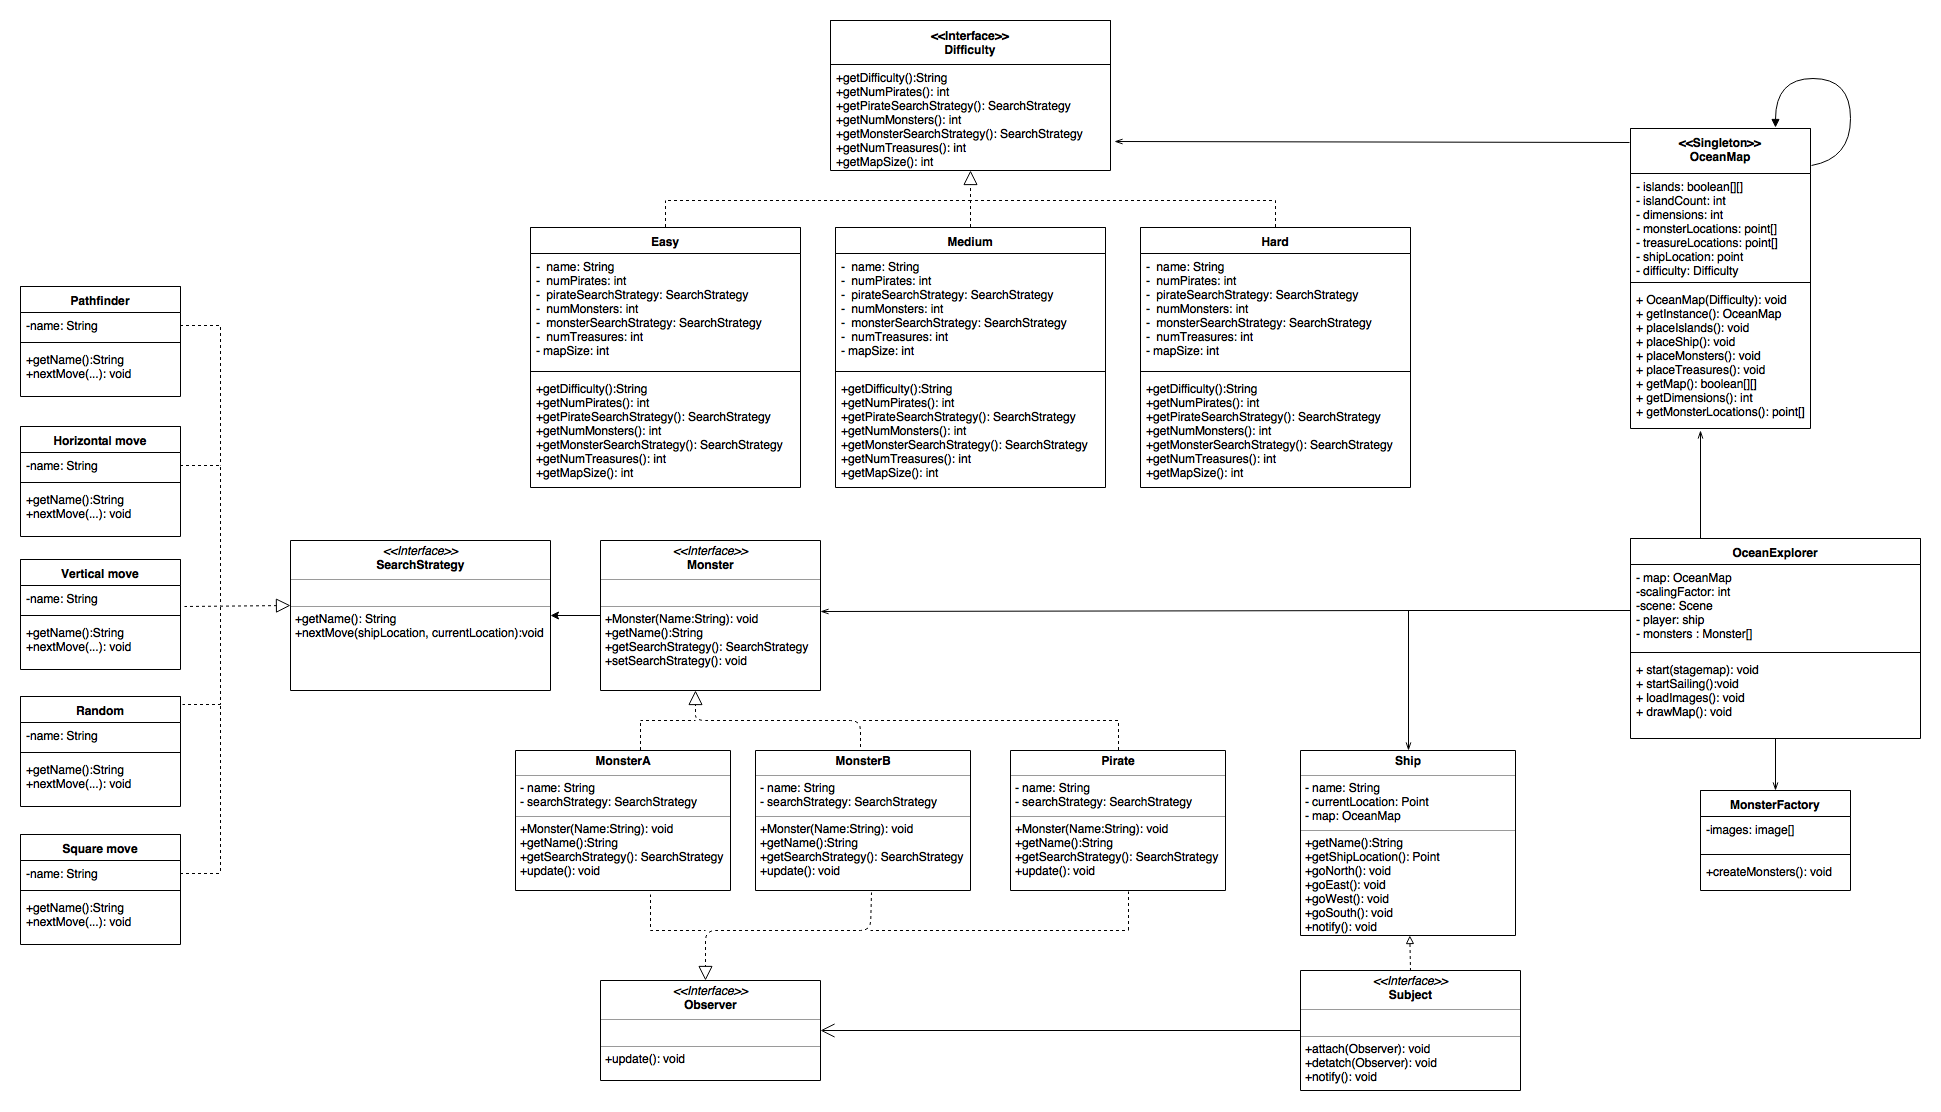 <<Interface>>
Difficulty
+getDifficulty():String
+getNumPirates(): int
+getPirateSearchStrategy(): SearchStrategy
+getNumMonsters(): int
+getMonsterSearchStrategy(): SearchStrategy
+getNumTreasures(): int
+getMapSize(): int
<<Singleton>>
OceanMap
- islands: boolean[][]
- islandCount: int
- dimensions: int
- monsterLocations: point[]
- treasureLocations: point[]
- shipLocation: point
- difficulty: Difficulty
+ OceanMap(Difficulty): void
+ getInstance(): OceanMap
+ placeIslands(): void
+ placeShip(): void
+ placeMonsters(): void
+ placeTreasures(): void
+ getMap(): boolean[][]
+ getDimensions(): int
+ getMonsterLocations(): point[]
Easy
- name: String
- numPirates: int
- pirateSearchStrategy: SearchStrategy
- numMonsters: int
- monsterSearchStrategy: SearchStrategy
- numTreasures: int
- mapSize: int
+getDifficulty():String
+getNumPirates(): int
+getPirateSearchStrategy(): SearchStrategy
+getNumMonsters(): int
+getMonsterSearchStrategy(): SearchStrategy
+getNumTreasures(): int
+getMapSize(): int
Medium
- name: String
- numPirates: int
- pirateSearchStrategy: SearchStrategy
- numMonsters: int
- monsterSearchStrategy: SearchStrategy
- numTreasures: int
- mapSize: int
+getDifficulty():String
+getNumPirates(): int
+getPirateSearchStrategy(): SearchStrategy
+getNumMonsters(): int
+getMonsterSearchStrategy(): SearchStrategy
+getNumTreasures(): int
+getMapSize(): int
Hard
- name: String
- numPirates: int
- pirateSearchStrategy: SearchStrategy
- numMonsters: int
- monsterSearchStrategy: SearchStrategy
- numTreasures: int
- mapSize: int
+getDifficulty():String
+getNumPirates(): int
+getPirateSearchStrategy(): SearchStrategy
+getNumMonsters(): int
+getMonsterSearchStrategy(): SearchStrategy
+getNumTreasures(): int
+getMapSize(): int
Pathfinder
-name: String
+getName():String
+nextMove(...): void
Horizontal move
-name: String
+getName():String
+nextMove(...): void
Vertical move
-name: String
+getName():String
+nextMove(...): void
Random
-name: String
+getName():String
+nextMove(...): void
Square move
-name: String
+getName():String
+nextMove(...): void
<<Interface>>
SearchStrategy
+getName(): String
+nextMove(shipLocation, currentLocation):void
<<Interface>>
Monster
+Monster(Name:String): void
+getName():String
+getSearchStrategy(): SearchStrategy
+setSearchStrategy(): void
OceanExplorer
- map: OceanMap
-scalingFactor: int
-scene: Scene
- player: ship
- monsters : Monster[]
+ start(stagemap): void
+ startSailing():void
+ loadImages(): void
+ drawMap(): void
MonsterA
- name: String
- searchStrategy: SearchStrategy
+Monster(Name:String): void
+getName():String
+getSearchStrategy(): SearchStrategy
+update(): void
MonsterB
- name: String
- searchStrategy: SearchStrategy
+Monster(Name:String): void
+getName():String
+getSearchStrategy(): SearchStrategy
+update(): void
Pirate
- name: String
- searchStrategy: SearchStrategy
+Monster(Name:String): void
+getName():String
+getSearchStrategy(): SearchStrategy
+update(): void
Ship
- name: String
- currentLocation: Point
- map: OceanMap
+getName():String
+getShipLocation(): Point
+goNorth(): void
+goEast(): void
+goWest(): void
+goSouth(): void
+notify(): void
MonsterFactory
-images: image[]
+createMonsters(): void
<<Interface>>
Observer
+update(): void
<<Interface>>
Subject
+attach(Observer): void
+detatch(Observer): void
+notify(): void